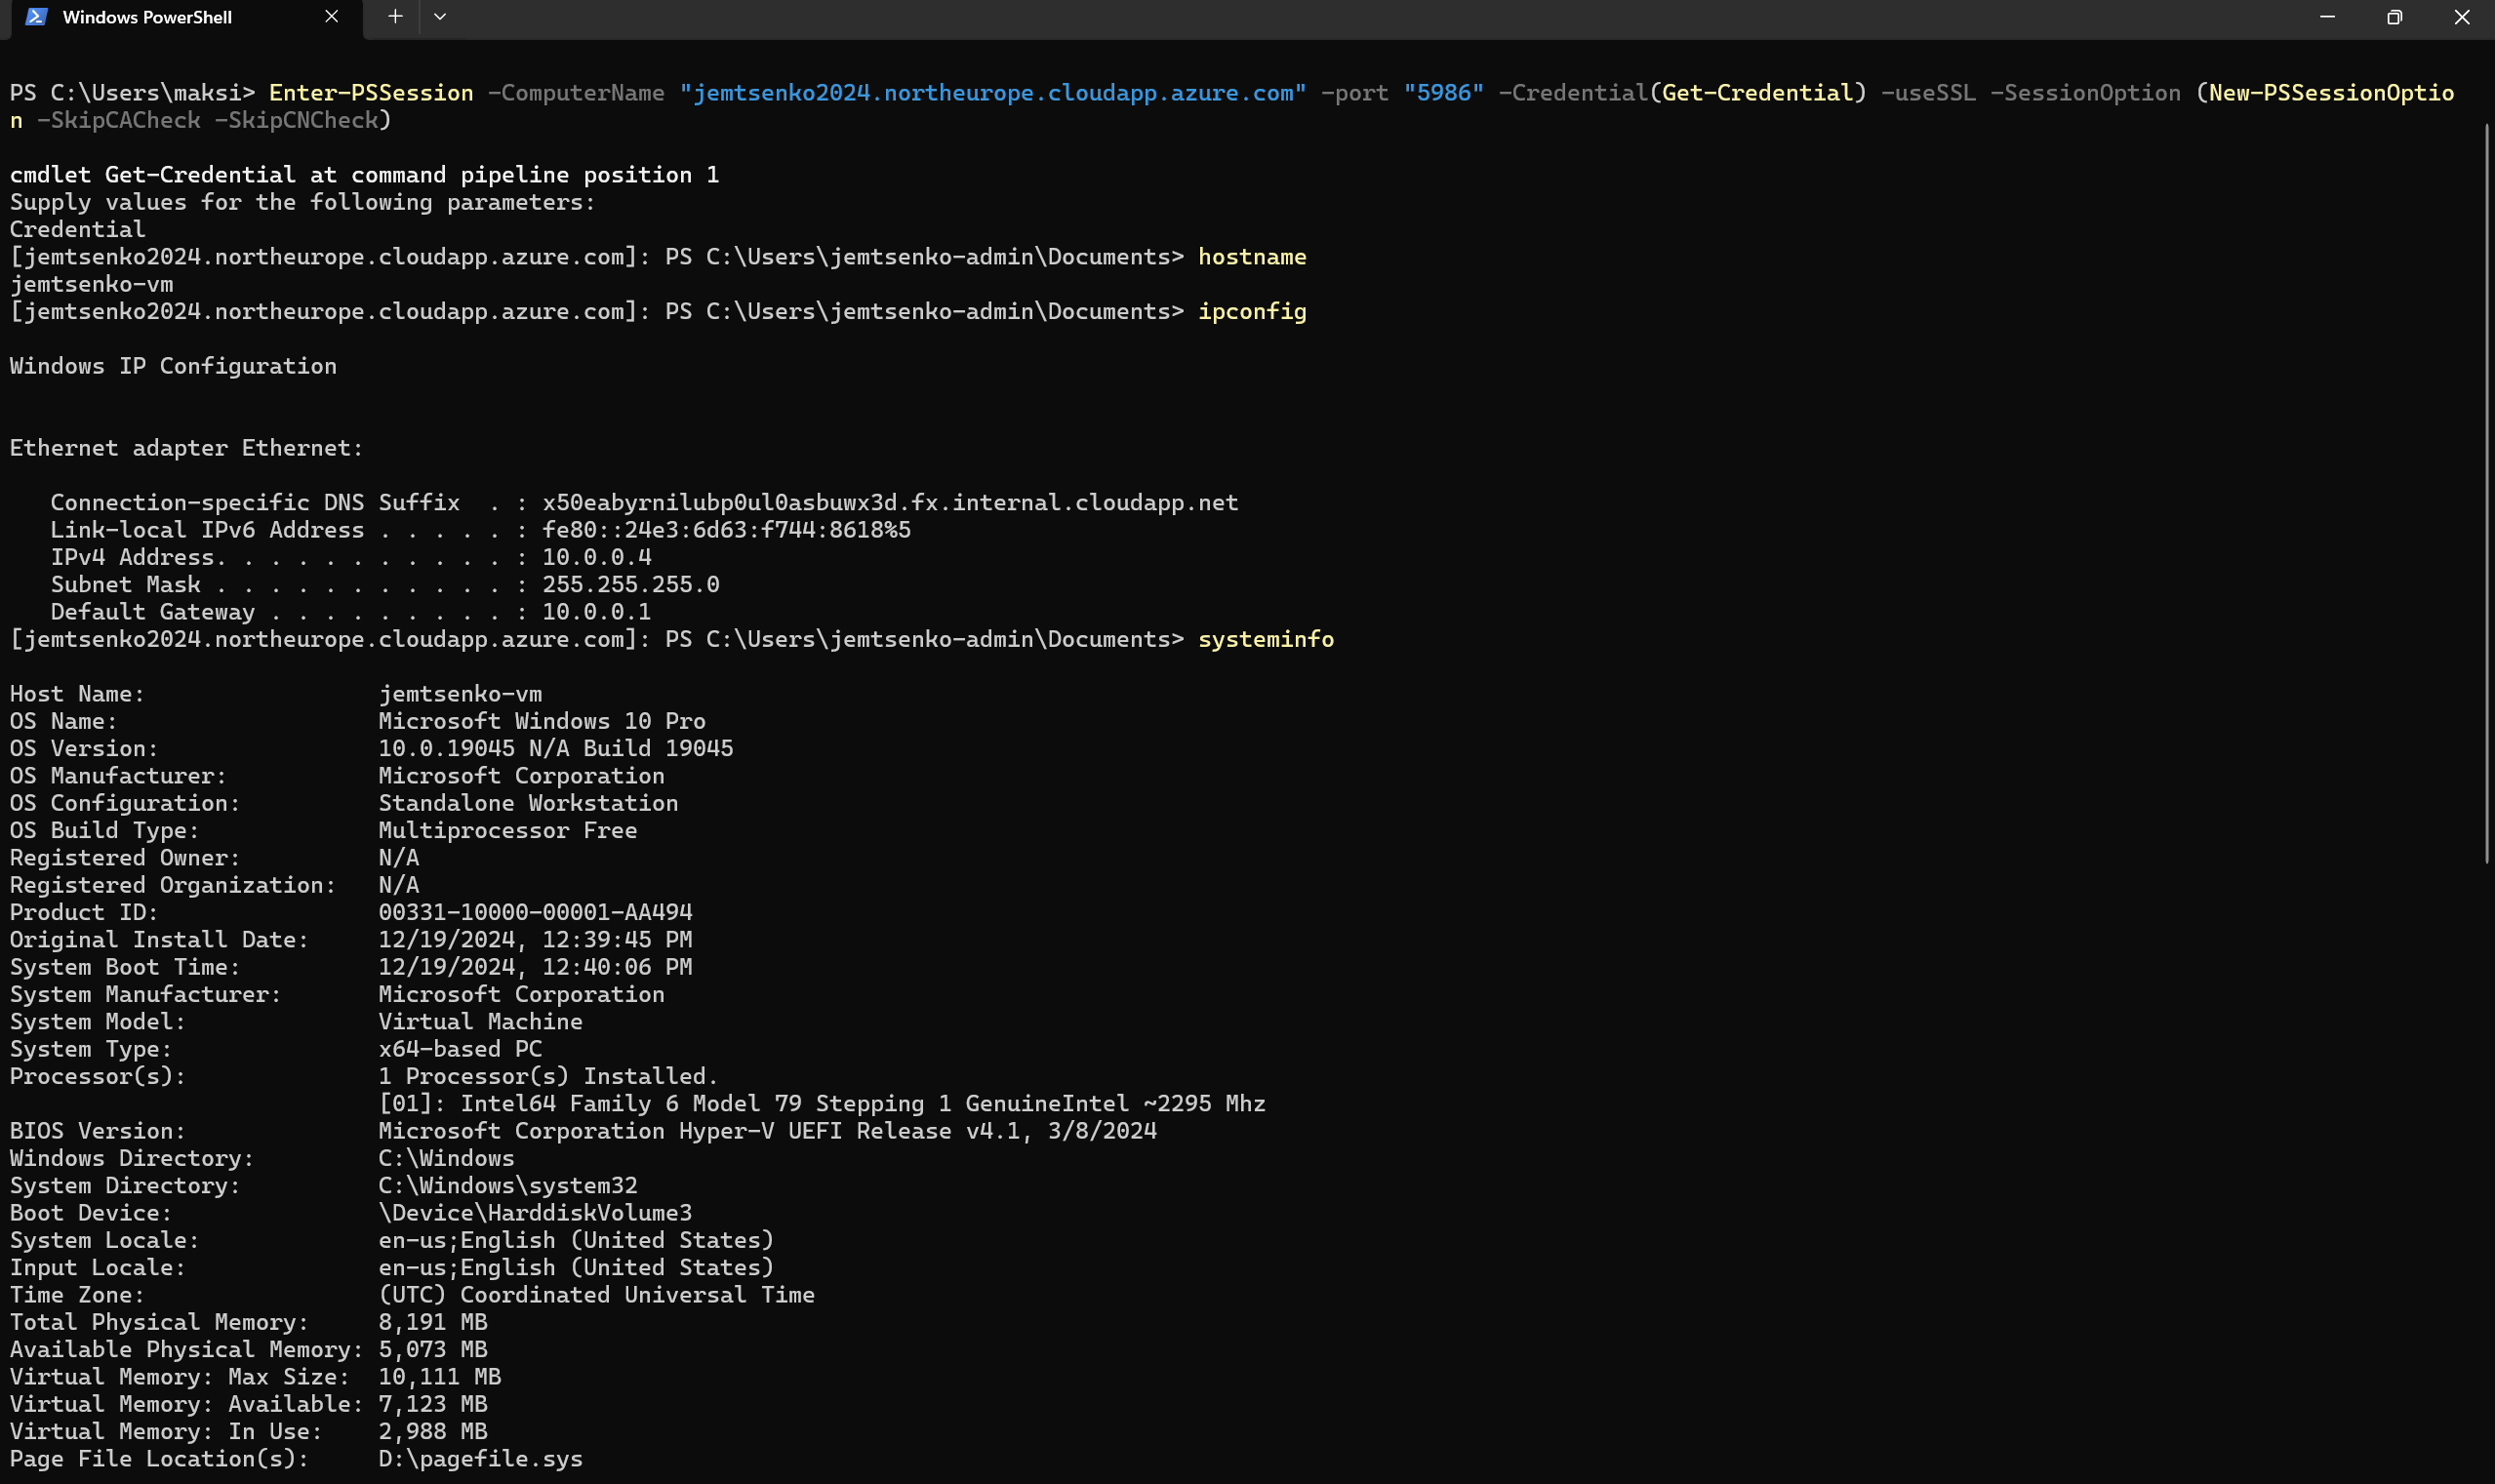 Windows PowerShell
PS C:\Users\maksi> Enter-PSSession -ComputerName "jemtsenko2024.northeurope.cloudapp.azure.com" -port "5986" -Credential(Get-Credential) -useSSL -SessionOption (New-PSSessionOptio
n -SkipCACheck -SkipCNCheck)
cmdlet Get-Credential at command pipeline position 1
Supply values for the following parameters:
Credential
[jemtsenko2024.northeurope.cloudapp.azure.com]: PS C:\Users\jemtsenko-admin\Documents> hostname
jemtsenko-vm
[jemtsenko2024.northeurope.cloudapp.azure.com]: PS C:\Users\jemtsenko-admin\Documents> ipconfig
Windows IP Configuration
Ethernet adapter Ethernet:
   Connection-specific DNS Suffix  . : x50eabyrnilubp0ul0asbuwx3d.fx.internal.cloudapp.net
   Link-local IPv6 Address . . . . . : fe80::24e3:6d63:f744:8618%5
   IPv4 Address. . . . . . . . . . . : 10.0.0.4
   Subnet Mask . . . . . . . . . . . : 255.255.255.0
   Default Gateway . . . . . . . . . : 10.0.0.1
[jemtsenko2024.northeurope.cloudapp.azure.com]: PS C:\Users\jemtsenko-admin\Documents> systeminfo
Host Name:                 jemtsenko-vm
OS Name:                   Microsoft Windows 10 Pro
OS Version:                10.0.19045 N/A Build 19045
OS Manufacturer:           Microsoft Corporation
OS Configuration:          Standalone Workstation
OS Build Type:             Multiprocessor Free
Registered Owner:          N/A
Registered Organization:   N/A
Product ID:                00331-10000-00001-AA494
Original Install Date:     12/19/2024, 12:39:45 PM
System Boot Time:          12/19/2024, 12:40:06 PM
System Manufacturer:       Microsoft Corporation
System Model:              Virtual Machine
System Type:               x64-based PC
Processor(s):              1 Processor(s) Installed.
                           [01]: Intel64 Family 6 Model 79 Stepping 1 GenuineIntel ~2295 Mhz
BIOS Version:              Microsoft Corporation Hyper-V UEFI Release v4.1, 3/8/2024
Windows Directory:         C:\Windows
System Directory:          C:\Windows\system32
Boot Device:               \Device\HarddiskVolume3
System Locale:             en-us;English (United States)
Input Locale:              en-us;English (United States)
Time Zone:                 (UTC) Coordinated Universal Time
Total Physical Memory:     8,191 MB
Available Physical Memory: 5,073 MB
Virtual Memory: Max Size:  10,111 MB
Virtual Memory: Available: 7,123 MB
Virtual Memory: In Use:    2,988 MB
Page File Location(s):     D:\pagefile.sys